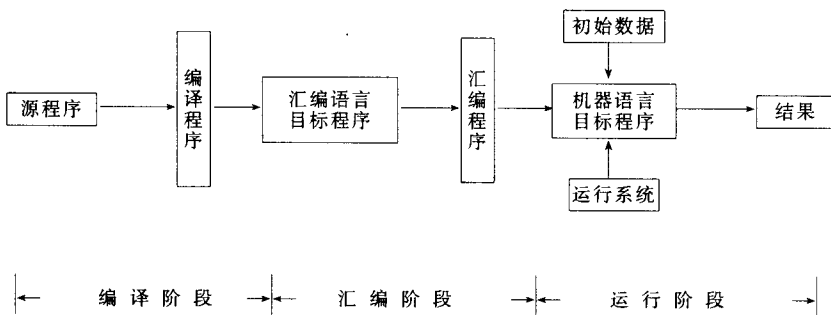 初始数据
源程序
编译程序
汇编语言
目标程序
汇编程序
机器语言
目标程序
结果
运行系统
编译阶段
汇编阶段
运行阶段